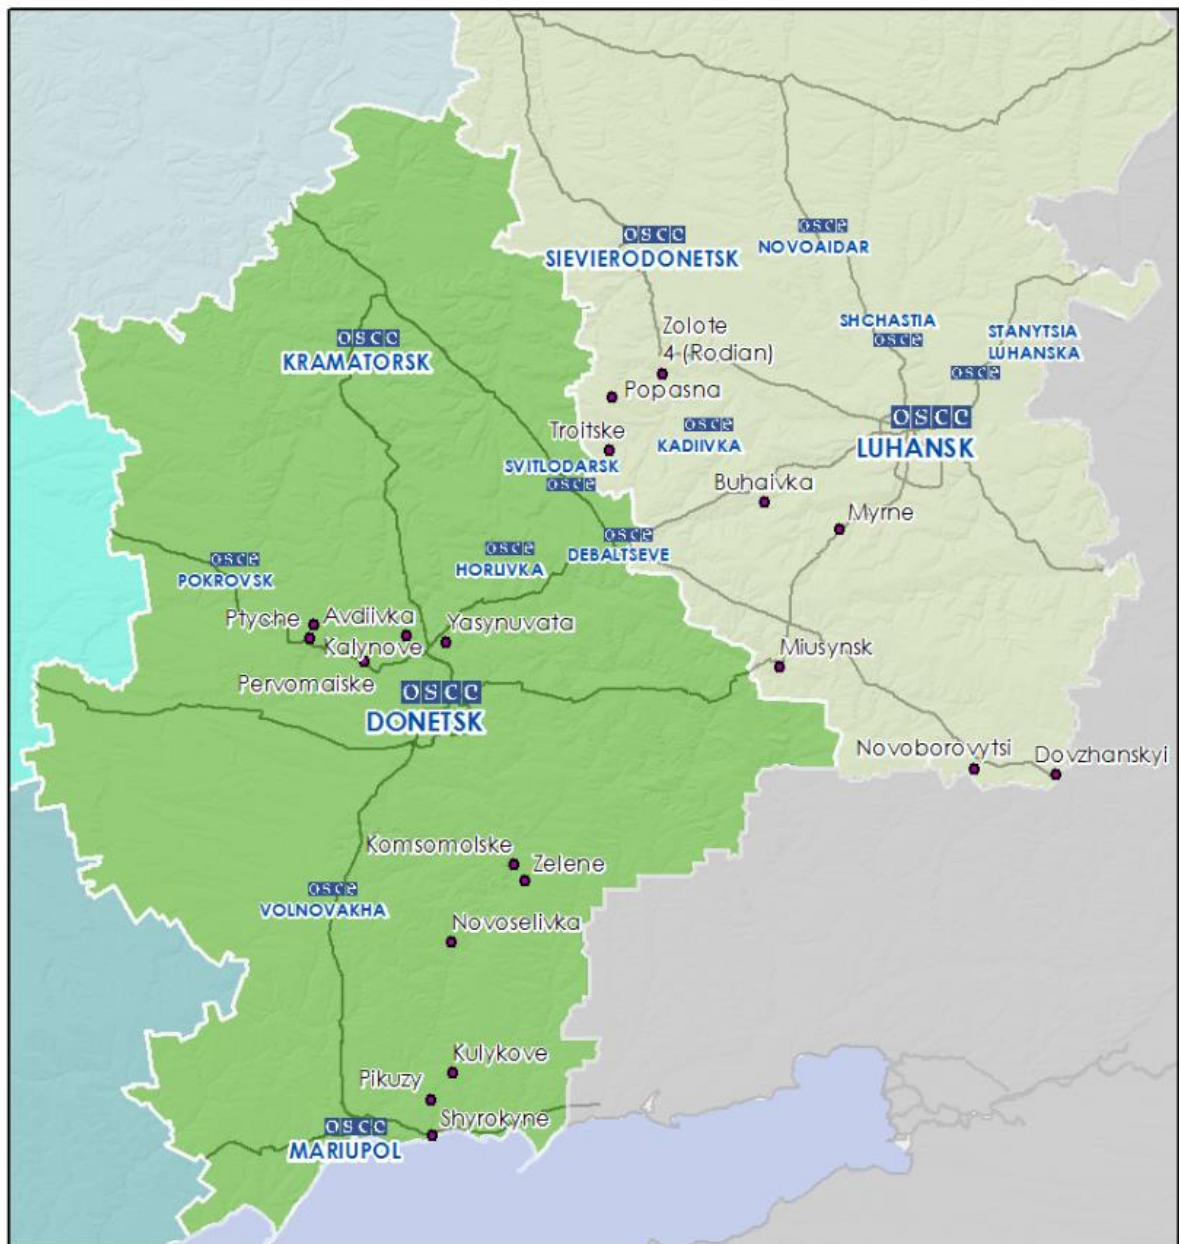 osce
NOVOAIDAR
osce
SIEVIERODONETSK
SHCHASTIA
osce
STANYTSIA
LUHANSKA
osce
Zolote
4 (Rodian)
osce
KRAMATORSK
Popasna
osce
KADIIVKA
osce
LUHANSK
Troitske
SVITLODARSK
osce
Buhaivka
Myrne
osce
DEBALTSEVE
osce
HORLIVKA
osce
POKROVSK
Ptyche
Avdiivka
Yasynuvata
Kalynove
Pervomaiske
Miusynsk
osce
DONETSK
Novoborovytsi
Dovzhanskyi
Komsomolske
Zelene
osce
VOLNOVAKHA
Novoselivka
Kulykove
Pikuzy
Shyrokyne
osce
MARIUPOL